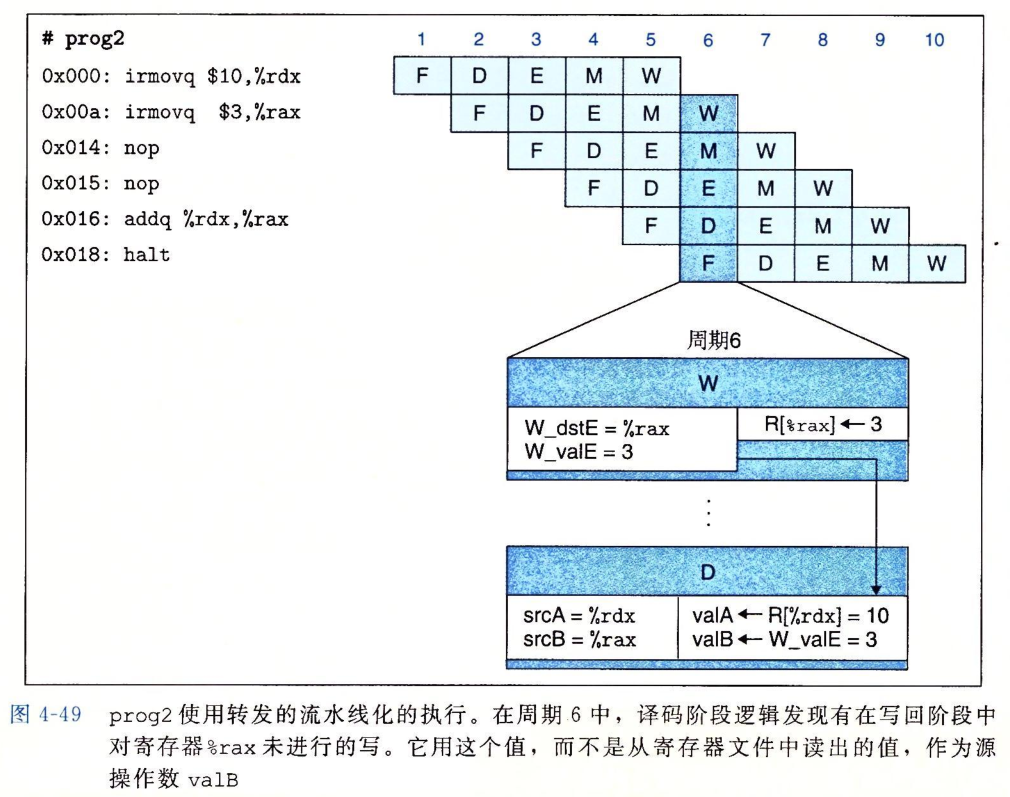 # prog2
1 2 3 4 5 6 7 8 9 10
0x000: irmovq $10,%rdx F D E M W
0x00a: irmovq $3,%rax F D E M W
0x014: nop F D E M W
0x015: nop F D E M W
0x016: addq %rdx,%rax F D E M W
0x018: halt F D E M W
周期6
W
W_dstE = %rax R[%rax] ← 3
W_valE = 3
D
srcA = %rdx valA ← R[%rdx] = 10
srcB = %rax valB ← W_valE = 3
图 4-49 prog2 使用转发的流水线化的执行。在周期 6 中，译码阶段逻辑发现有在写回阶段中
对寄存器%rax 未进行的写。它用这个值，而不是从寄存器文件中读出的值，作为源
操作数 valB